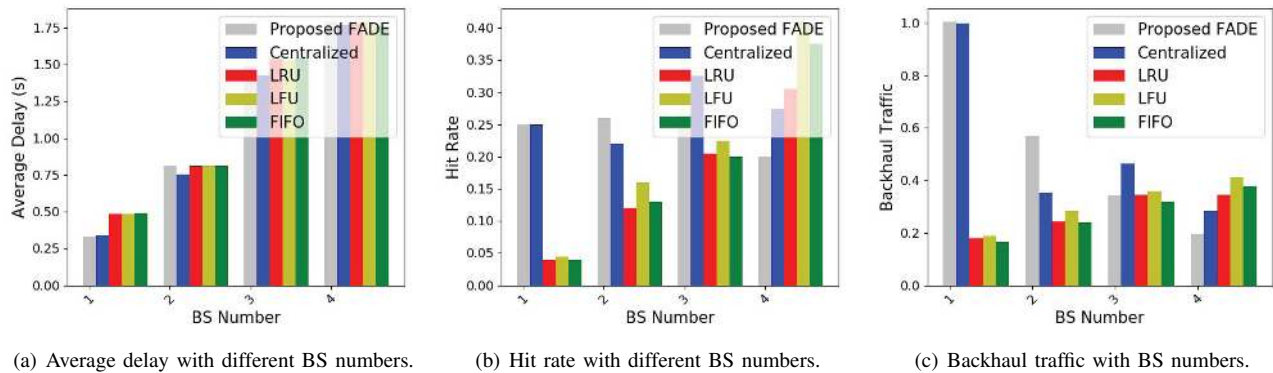 Average Delay (s)
1.75
1.50
1.25
1.00
0.75
0.50
0.25
0.00
Proposed FADE
Centralized
LRU
LFU
FIFO
1
2
3
4
BS Number
(a) Average delay with different BS numbers.
Hit Rate
0.40
0.35
0.30
0.25
0.20
0.15
0.10
0.05
0.00
Proposed FADE
Centralized
LRU
LFU
FIFO
1
2
3
4
BS Number
(b) Hit rate with different BS numbers.
Backhaul Traffic
1.0
0.8
0.6
0.4
0.2
0.0
Proposed FADE
Centralized
LRU
LFU
FIFO
1
2
3
4
BS Number
(c) Backhaul traffic with BS numbers.